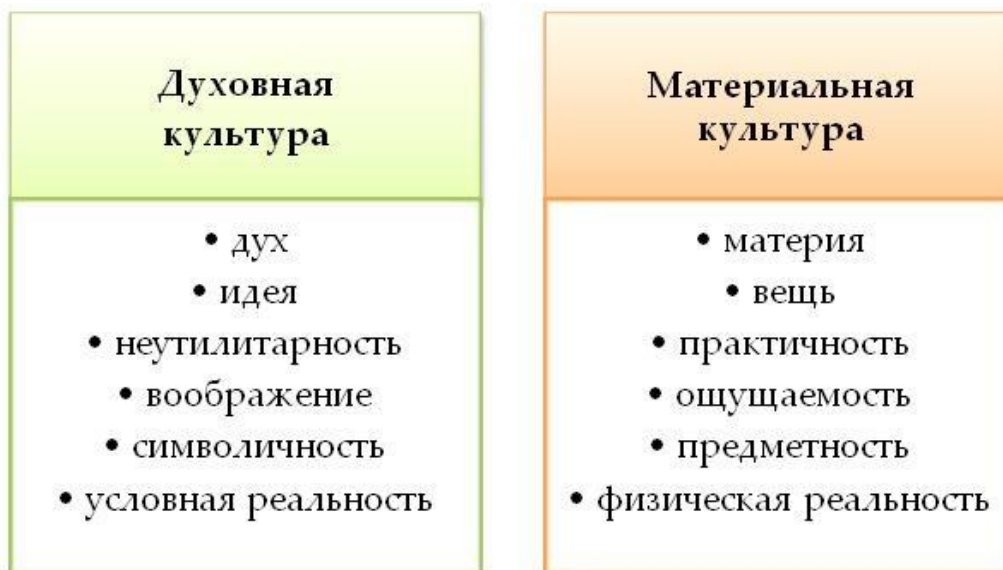 Духовная
культура
• дух
• идея
• неутилитарность
• воображение
• символичность
• условная реальность
Материальная
культура
• материя
• вещь
• практичность
• ощущаемость
• предметность
• физическая реальность